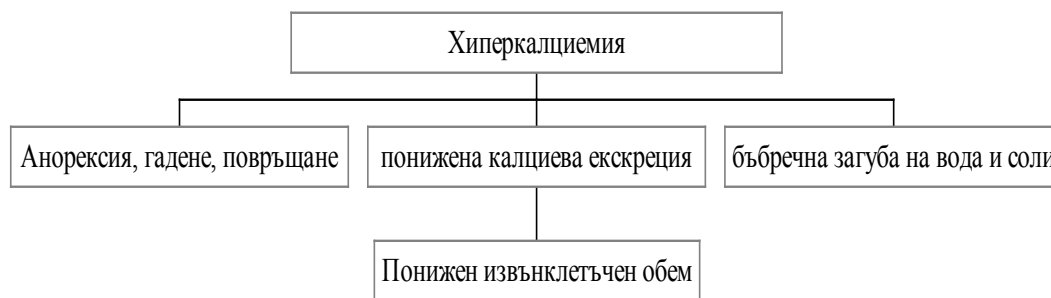 Хиперкалциемия
Анорексия, гадене, повръщане
понижена калциева екскреция
бъбречна загуба на вода и соли
Понижен извънклетъчен обем